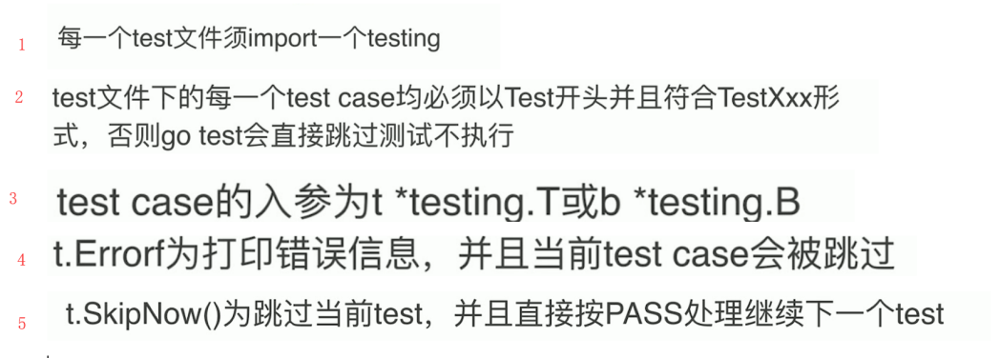 1 每一个test文件须import一个testing
2 test文件下的每一个test case均必须以Test开头并且符合TestXxx形
式，否则go test会直接跳过测试不执行
3 test case的入参为t *testing.T或b *testing.B
4 t.Errorf为打印错误信息，并且当前test case会被跳过
5 t.SkipNow()为跳过当前test，并且直接按PASS处理继续下一个test